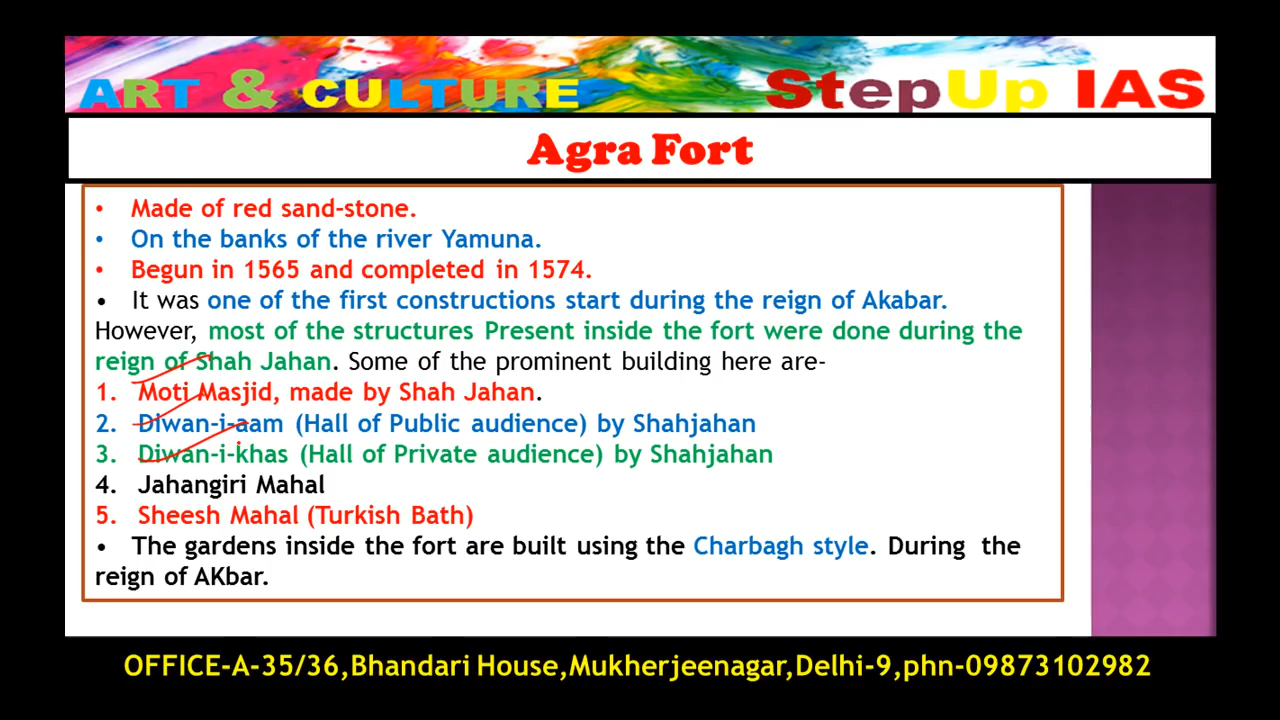 ART & CULTURE StepUp IAS
Agra Fort
• Made of red sand-stone.
• On the banks of the river Yamuna.
• Begun in 1565 and completed in 1574.
• It was one of the first constructions start during the reign of Akabar.
However, most of the structures Present inside the fort were done during the
reign of Shah Jahan. Some of the prominent building here are-
1. Moti Masjid, made by Shah Jahan.
2. Diwan-i-aam (Hall of Public audience) by Shahjahan
3. Diwan-i-khas (Hall of Private audience) by Shahjahan
4. Jahangiri Mahal
5. Sheesh Mahal (Turkish Bath)
• The gardens inside the fort are built using the Charbagh style. During the
reign of AKbar.
OFFICE-A-35/36,Bhandari House,Mukherjeenagar,Delhi-9,phn-09873102982